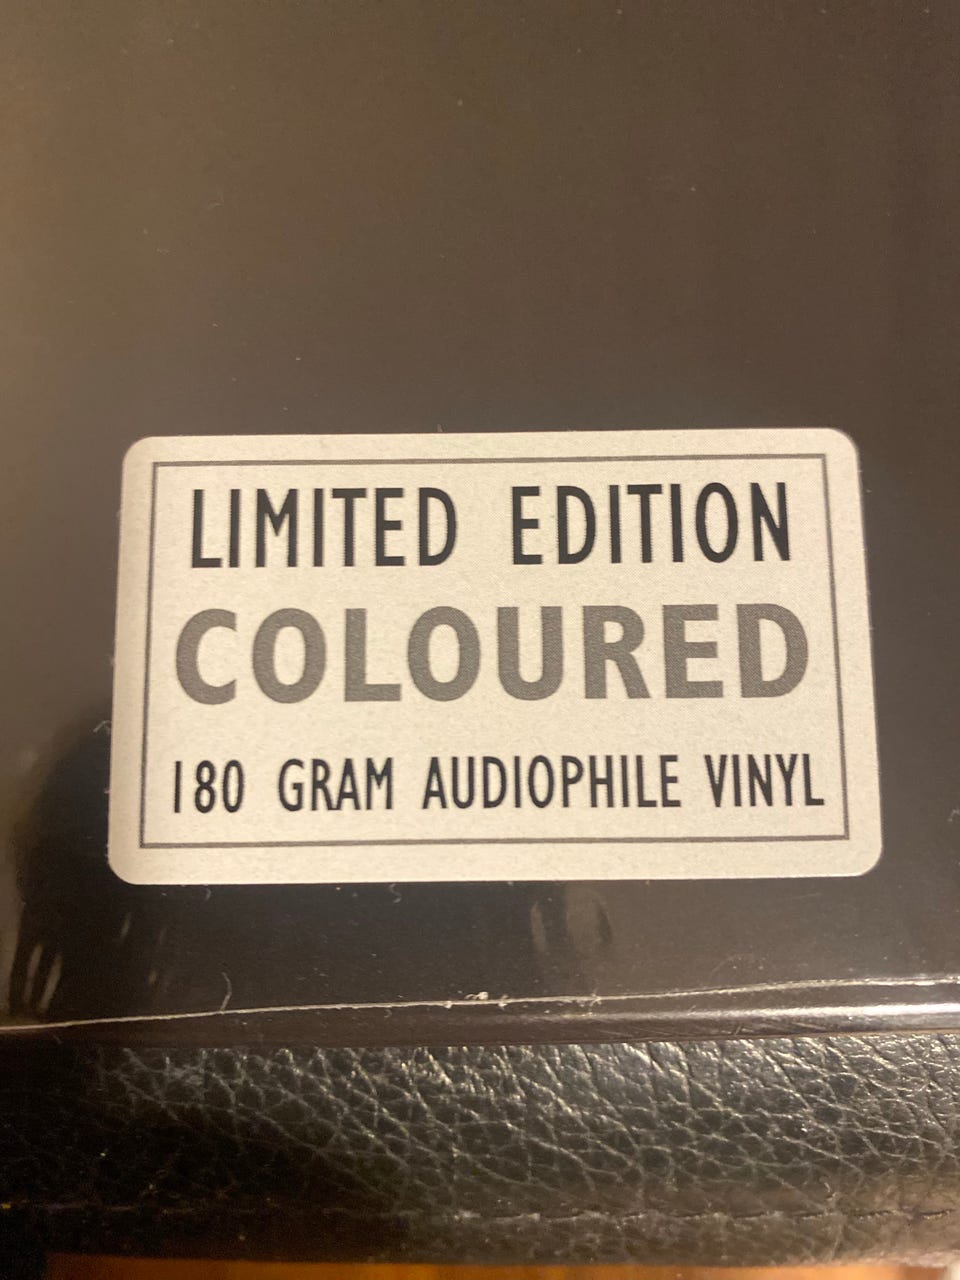 LIMITED EDITION
COLOURED
180 GRAM AUDIOPHILE VINYL